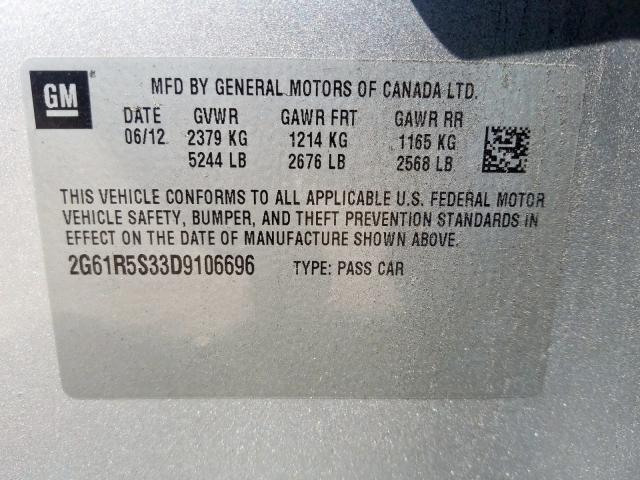 GM
MFD BY GENERAL MOTORS OF CANADA LTD.
DATE GVWR GAWR FRT GAWR RR
06/12 2379 KG 1214 KG 1165 KG
5244 LB 2676 LB 2568 LB
THIS VEHICLE CONFORMS TO ALL APPLICABLE U.S. FEDERAL MOTOR
VEHICLE SAFETY, BUMPER, AND THEFT PREVENTION STANDARDS IN
EFFECT ON THE DATE OF MANUFACTURE SHOWN ABOVE.
2G61R5S33D9106696 TYPE: PASS CAR